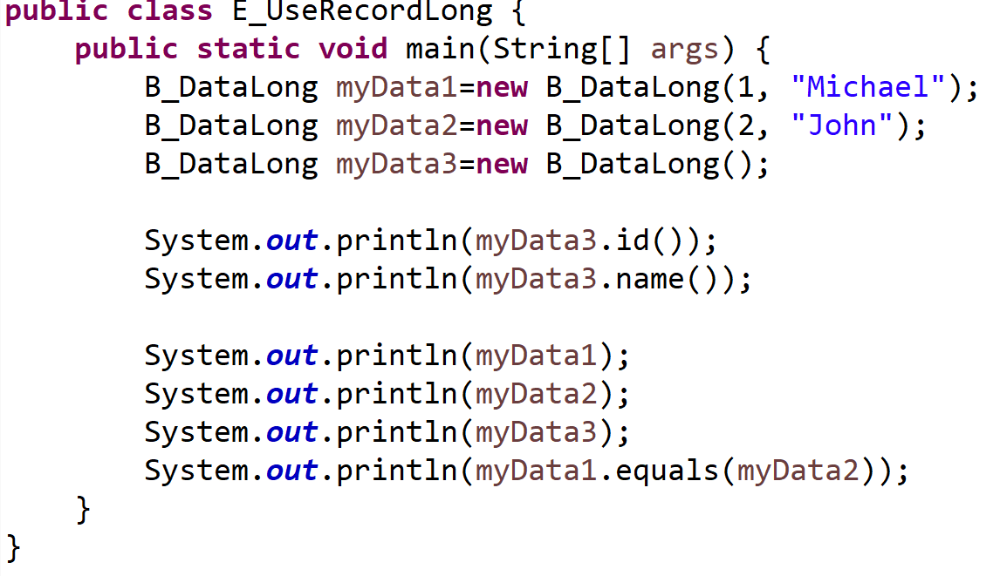 public class E_UseRecordLong {
    public static void main(String[] args) {
        B_DataLong myData1=new B_DataLong(1, "Michael");
        B_DataLong myData2=new B_DataLong(2, "John");
        B_DataLong myData3=new B_DataLong();

        System.out.println(myData3.id());
        System.out.println(myData3.name());

        System.out.println(myData1);
        System.out.println(myData2);
        System.out.println(myData3);
        System.out.println(myData1.equals(myData2));
    }
}